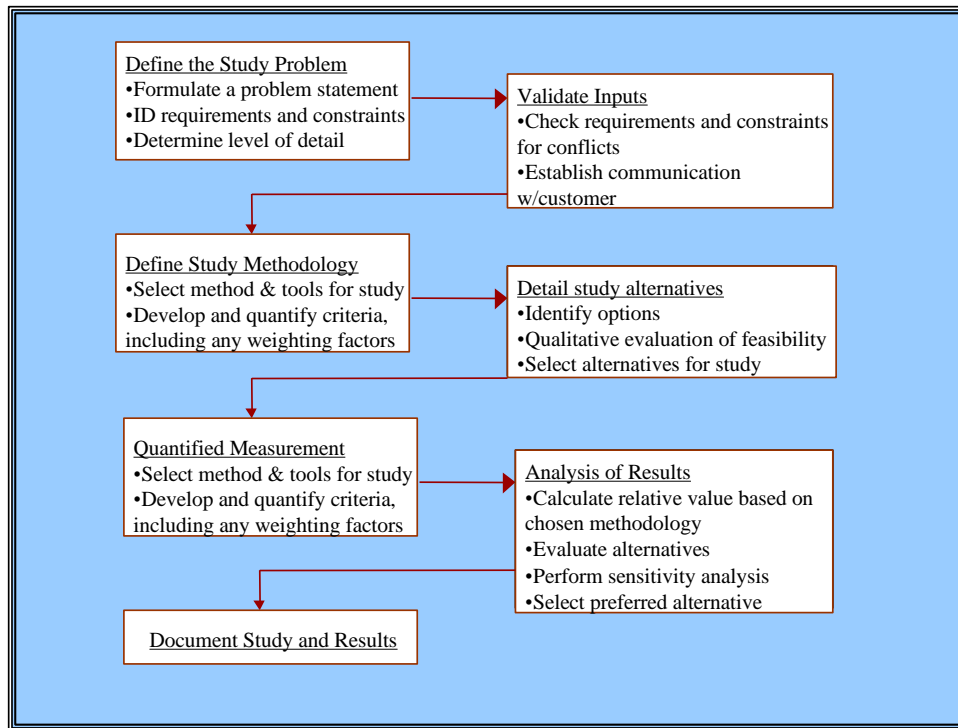 Define the Study Problem
•Formulate a problem statement
•ID requirements and constraints
•Determine level of detail
Validate Inputs
•Check requirements and constraints
for conflicts
•Establish communication
w/customer
Define Study Methodology
•Select method & tools for study
•Develop and quantify criteria,
including any weighting factors
Detail study alternatives
•Identify options
•Qualitative evaluation of feasibility
•Select alternatives for study
Quantified Measurement
•Select method & tools for study
•Develop and quantify criteria,
including any weighting factors
Analysis of Results
•Calculate relative value based on
chosen methodology
•Evaluate alternatives
•Perform sensitivity analysis
•Select preferred alternative
Document Study and Results